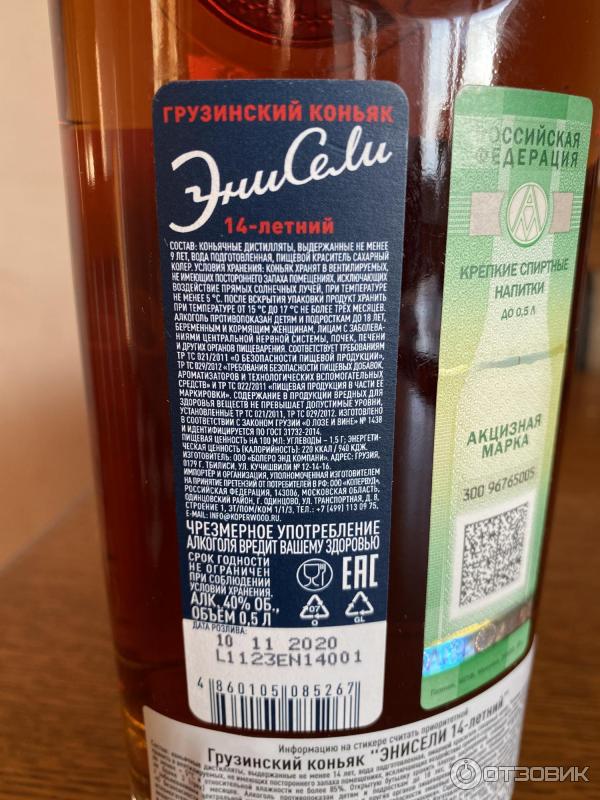 ГРУЗИНСКИЙ КОНЬЯК
ЭниСели
14-летний
СОСТАВ: КОНЬЯЧНЫЕ ДИСТИЛЛЯТЫ, ВЫДЕРЖАННЫЕ НЕ МЕНЕЕ
9 ЛЕТ, ВОДА ПОДГОТОВЛЕННАЯ, ПИЩЕВОЙ КРАСИТЕЛЬ САХАРНЫЙ
КОЛЕР. УСЛОВИЯ ХРАНЕНИЯ: КОНЬЯК ХРАНЯТ В ВЕНТИЛИРУЕМЫХ,
НЕ ИМЕЮЩИХ ПОСТОРОННЕГО ЗАПАХА ПОМЕЩЕНИЯХ, ИСКЛЮЧАЮЩИХ
ВОЗДЕЙСТВИЕ ПРЯМЫХ СОЛНЕЧНЫХ ЛУЧЕЙ, ПРИ ТЕМПЕРАТУРЕ
НЕ МЕНЕЕ 5 °С. ПОСЛЕ ВСКРЫТИЯ УПАКОВКИ ПРОДУКТ ХРАНИТЬ
ПРИ ТЕМПЕРАТУРЕ ОТ 15 °С ДО 17 °С НЕ БОЛЕЕ ТРЕХ МЕСЯЦЕВ.
АЛКОГОЛЬ ПРОТИВОПОКАЗАН ДЕТЯМ И ПОДРОСТКАМ ДО 18 ЛЕТ,
БЕРЕМЕННЫМ И КОРМЯЩИМ ЖЕНЩИНАМ, ЛИЦАМ С ЗАБОЛЕВА-
НИЯМИ ЦЕНТРАЛЬНОЙ НЕРВНОЙ СИСТЕМЫ, ПОЧЕК, ПЕЧЕНИ
И ДРУГИХ ОРГАНОВ ПИЩЕВАРЕНИЯ. СООТВЕТСТВУЕТ ТРЕБОВАНИЯМ
ТР ТС 021/2011 «О БЕЗОПАСНОСТИ ПИЩЕВОЙ ПРОДУКЦИИ»,
ТР ТС 029/2012 «ТРЕБОВАНИЯ БЕЗОПАСНОСТИ ПИЩЕВЫХ ДОБАВОК,
АРОМАТИЗАТОРОВ И ТЕХНОЛОГИЧЕСКИХ ВСПОМОГАТЕЛЬНЫХ
СРЕДСТВ» И ТР ТС 022/2011 «ПИЩЕВАЯ ПРОДУКЦИЯ В ЧАСТИ ЕЕ
МАРКИРОВКИ». СОДЕРЖАНИЕ В ПРОДУКЦИИ ВРЕДНЫХ ДЛЯ
ЗДОРОВЬЯ ВЕЩЕСТВ НЕ ПРЕВЫШАЕТ ДОПУСТИМЫЕ УРОВНИ,
УСТАНОВЛЕННЫЕ ТР ТС 021/2011, ТР ТС 029/2012. ИЗГОТОВЛЕНО
В СООТВЕТСТВИИ С ЗАКОНОМ ГРУЗИИ «О ЛОЗЕ И ВИНЕ» № 1438
И ИДЕНТИФИЦИРУЕТСЯ ПО ГОСТ 31732-2014.
ПИЩЕВАЯ ЦЕННОСТЬ НА 100 МЛ: УГЛЕВОДЫ – 1,5 Г; ЭНЕРГЕТИ-
ЧЕСКАЯ ЦЕННОСТЬ (КАЛОРИЙНОСТЬ): 220 ККАЛ / 940 КДЖ.
ИЗГОТОВИТЕЛЬ: ООО «БОЛЕРО ЭНД КОМПАНИ». АДРЕС: ГРУЗИЯ,
0179 Г. ТБИЛИСИ, УЛ. КУЧИШВИЛИ № 12-14-16.
ИМПОРТЁР И ОРГАНИЗАЦИЯ, УПОЛНОМОЧЕННАЯ ИЗГОТОВИТЕЛЕМ
НА ПРИНЯТИЕ ПРЕТЕНЗИЙ ОТ ПОТРЕБИТЕЛЕЙ В РФ: ООО «КОПЕРВУД»,
РОССИЙСКАЯ ФЕДЕРАЦИЯ, 143006, МОСКОВСКАЯ ОБЛАСТЬ,
ОДИНЦОВСКИЙ РАЙОН, Г. ОДИНЦОВО, УЛ. ТРАНСПОРТНАЯ, Д. 8,
СТРОЕНИЕ 1, ЭТ/ПОМ/КОМ 1/1/3, ТЕЛ.: +7 (499) 113 09 75,
E-MAIL: INFO@KOPERWOOD.RU
ЧРЕЗМЕРНОЕ УПОТРЕБЛЕНИЕ
АЛКОГОЛЯ ВРЕДИТ ВАШЕМУ ЗДОРОВЬЮ
СРОК ГОДНОСТИ
НЕ ОГРАНИЧЕН
ПРИ СОБЛЮДЕНИИ
УСЛОВИЙ ХРАНЕНИЯ.
АЛК. 40% ОБ.,
ОБЪЕМ 0,5 Л
ЕАС
GL
ДАТА РОЗЛИВА:
10 11 2020
L1123EN14001
4 860105 085267
РОССИЙСКАЯ
ФЕДЕРАЦИЯ
КРЕПКИЕ СПИРТНЫЕ
НАПИТКИ
ДО 0,5 Л
АКЦИЗНАЯ
МАРКА
300 96765005
Информацию на стикере считать приоритетной
Грузинский коньяк "ЭНИСЕЛИ 14-летний"
ОТЗОВИК